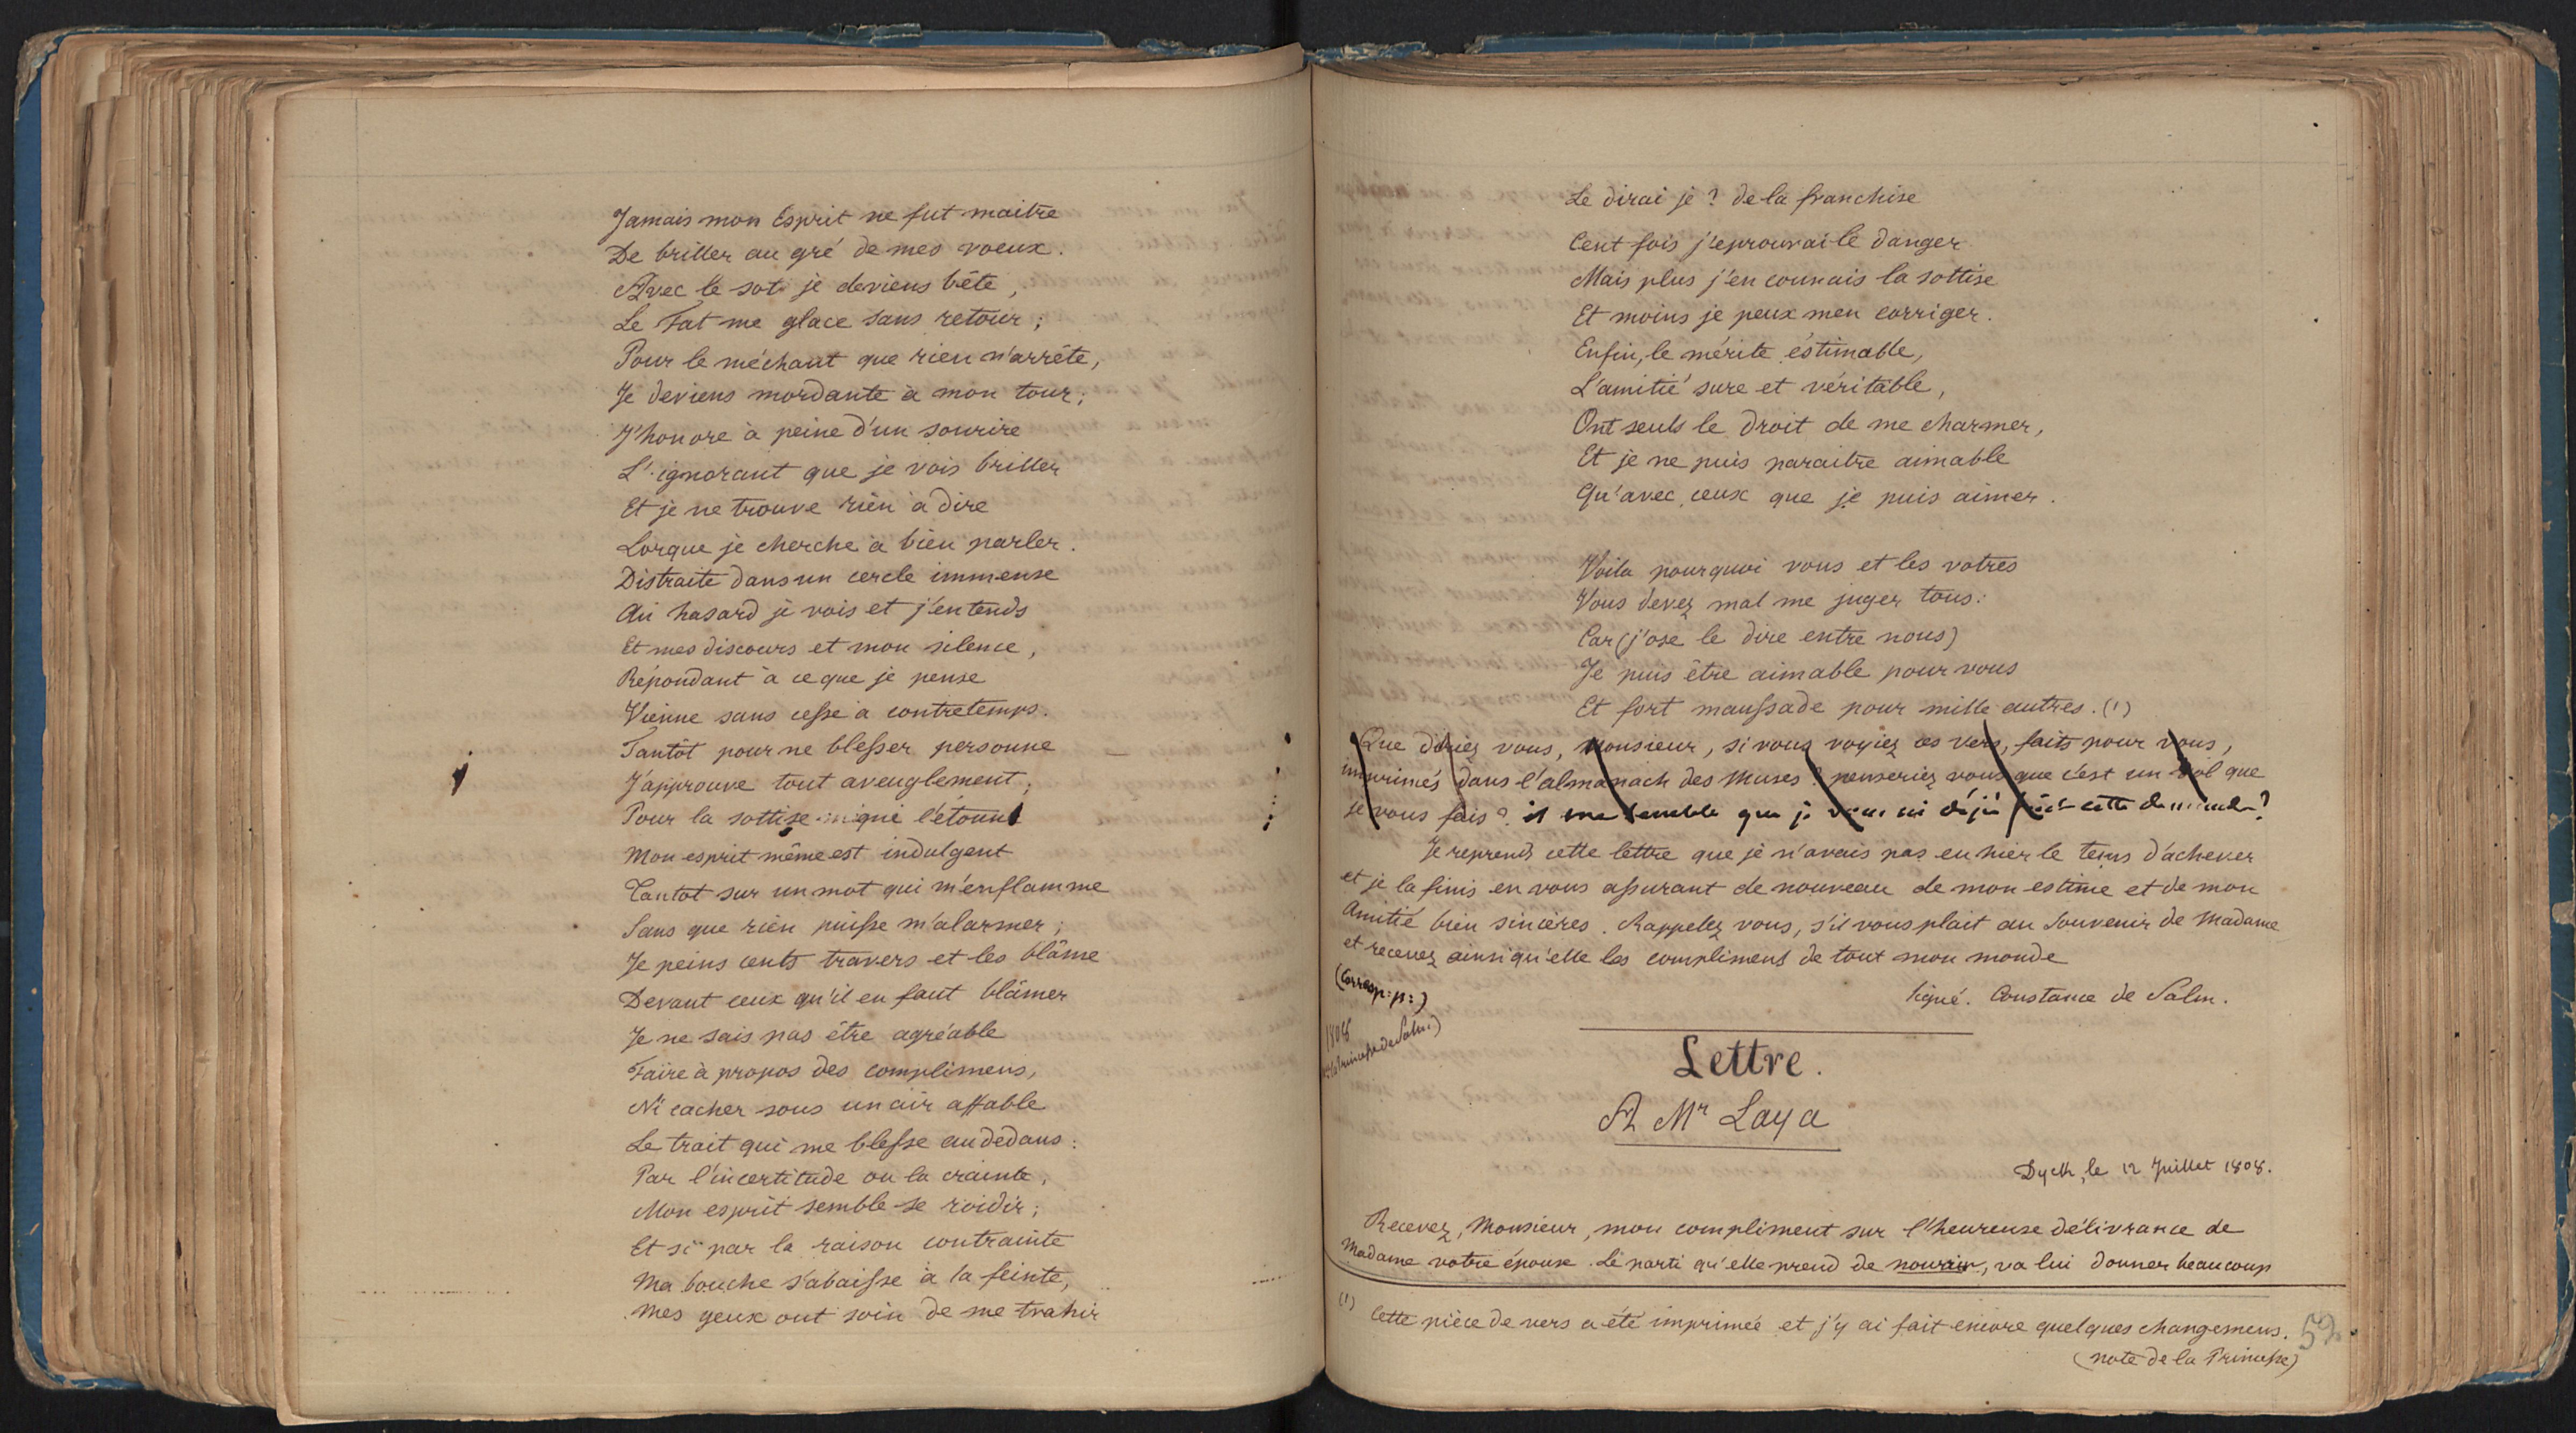 Jamais mon Esprit ne fut maitre
De briller au gré de mes voeux.
Avec le sot je deviens bête,
Le Fat me glace sans retour ;
Pour le méchant que rien n'arrête,
Je deviens mordante à mon tour ;
J'honore à peine d'un sourire
L'ignorant que je vois briller
Et je ne trouve rien à dire
Lorque je cherche à bien parler.
Distraite dans un cercle immense
Au hasard je vois et j'entends
Et mes discours et mon silence,
Répondant à ce que je pense
Vienne sans cesse à contretemps.
Tantôt pour ne blesser personne
J'approuve tout aveuglement ;
Pour la sottise qui l'étonne
Mon esprit même est indulgent
Tantot sur un mot qui m'enflamme
Sans que rien puisse m'alarmer ;
Je peins cents travers et les blâme
Devant ceux qu'il en faut blâmer
Je ne sais pas être agréable
Faire à propos des complimens,
Ni cacher sous un air affable
Le trait qui me blesse au dedans :
Par l'incertitude ou la crainte,
Mon esprit semble se roidir ;
Et si par la raison contrainte
Ma bouche s'abaisse à la feinte,
Mes yeux ont soin de me trahir
Le dirai je ? de la franchise
Cent fois j'eprouvai le danger
Mais plus j'en connais la sottise
Et moins je peux men corriger.
Enfin, le mérite éstimable,
L'amitié sure et véritable,
Ont seuls le droit de me charmer,
Et je ne puis paraitre aimable
Qu'avec ceux que je puis aimer.
Voila pourquoi vous et les votres
Vous devez mal me juger tous :
Car (j'ose le dire entre nous)
Je puis être aimable pour vous
Et fort maussade pour mille autres. (1)
Que diriez vous, Monsieur, si vous voyiez ces vers, faits pour vous,
imprimés dans l'almanach des Muses ? penseriez vous que c'est un vol que
je vous fais ? il me semble que je vous ai déjà fait cette demande ?
Je reprends cette lettre que je n'avais pas eu hier le tems d'achever
et je la finis en vous assurant de nouveau de mon estime et de mon
Amitié bien sincères. Rappelez vous, s'il vous plait au Souvenir de Madame
et recevez ainsi qu'elle les compliment de tout mon monde
(Corresp : p :)
Signé. Constance de Salm.
1808
(de la Princesse de Salm)
Lettre.
A Mr Laya
Dyck, le 12 Juillet 1808.
Recevez, Monsieur, mon compliment sur l'heureuse délivrance de
Madame votre épouse. Le parti qu'elle prend de nourrir, va lui donner beaucoup
(1) Cette pièce de vers a été imprimée et j'y ai fait encore quelques changemens.
(note de la Princesse)
52